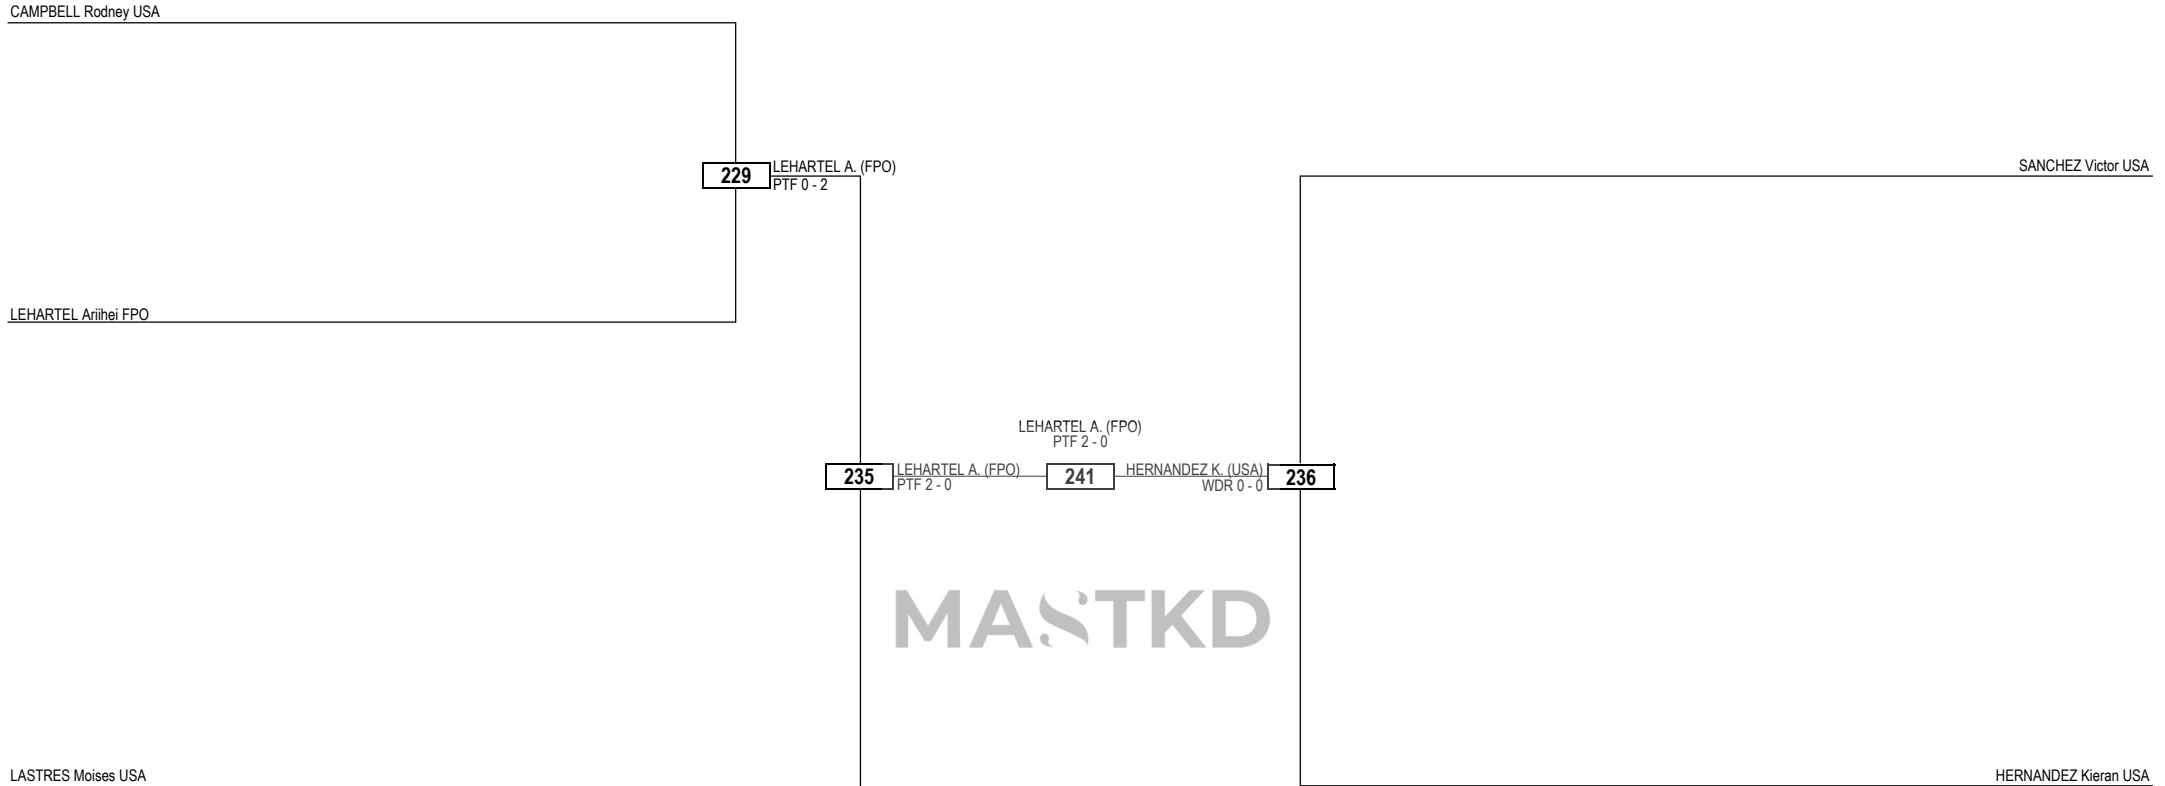 CAMPBELL Rodney USA
229
LEHARTEL A. (FPO)
PTF 0 - 2
SANCHEZ Victor USA
LEHARTEL Ariihei FPO
LEHARTEL A. (FPO)
PTF 2 - 0
235
LEHARTEL A. (FPO)
PTF 2 - 0
241
HERNANDEZ K. (USA)
WDR 0 - 0
236
MASTKD
LASTRES Moises USA
HERNANDEZ Kieran USA